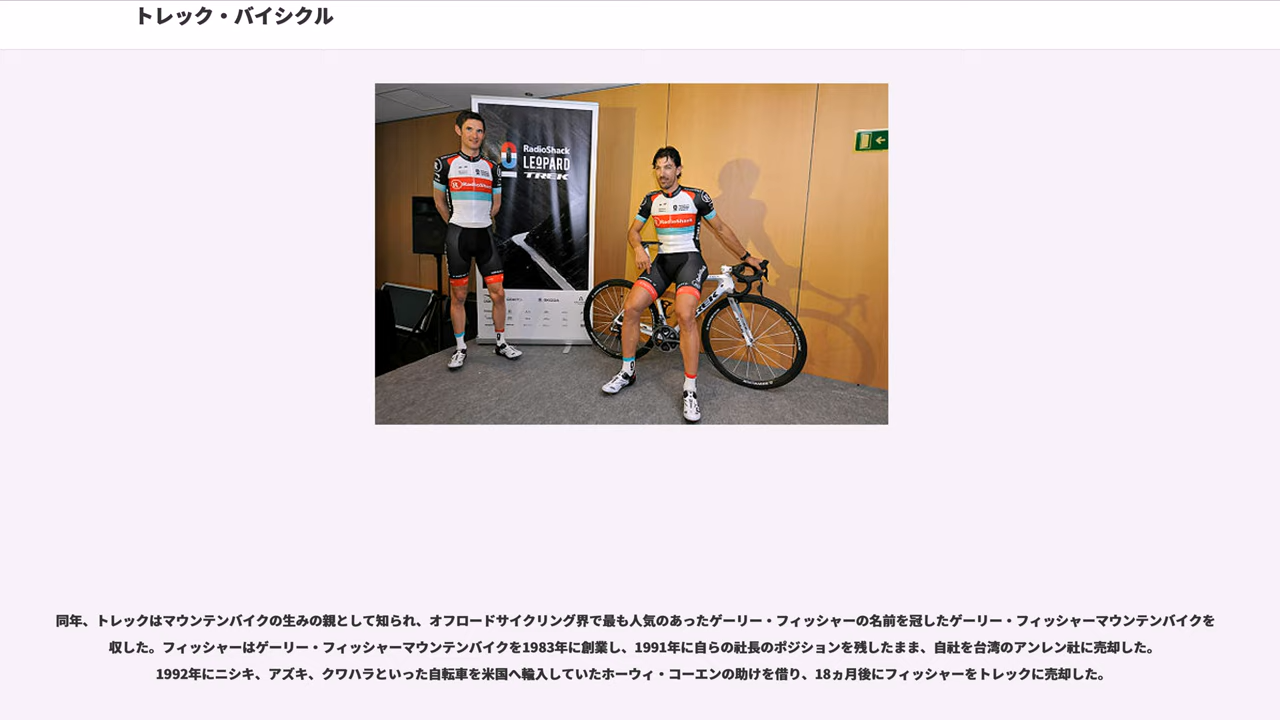 トレック・バイシクル
RadioShack
LEOPARD
TREK
RadioShack
RadioShack
TREK
同年、トレックはマウンテンバイクの生みの親として知られ、オフロードサイクリング界で最も人気のあったゲーリー・フィッシャーの名前を冠したゲーリー・フィッシャーマウンテンバイクを
収した。フィッシャーはゲーリー・フィッシャーマウンテンバイクを1983年に創業し、1991年に自らの社長のポジションを残したまま、自社を台湾のアンレン社に売却した。
1992年にニシキ、アズキ、クワハラといった自転車を米国へ輸入していたホーウィ・コーエンの助けを借り、18ヵ月後にフィッシャーをトレックに売却した。